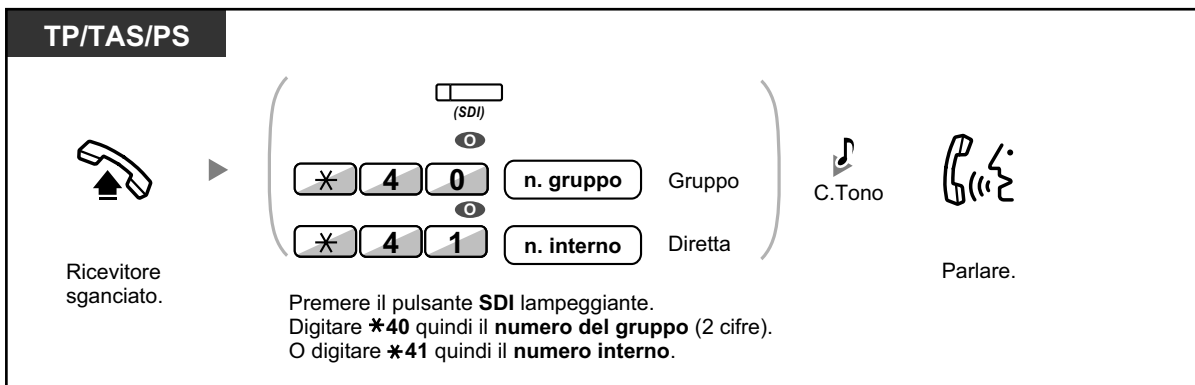 TP/TAS/PS
(SDI)
O
* 4 0 n. gruppo Gruppo
O
* 4 1 n. interno Diretta
C.Tono
Ricevitore
sganciato.
Parlare.
Premere il pulsante SDI lampeggiante.
Digitare *40 quindi il numero del gruppo (2 cifre).
O digitare *41 quindi il numero interno.